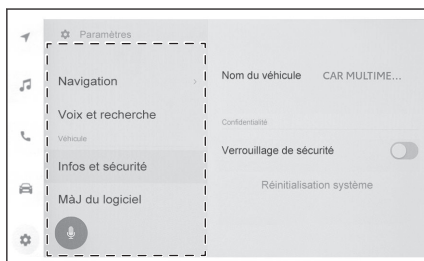 Paramètres
Navigation
Voix et recherche
Véhicule
Infos et sécurité
MàJ du logiciel
Nom du véhicule CAR MULTIME...
Confidentialité
Verrouillage de sécurité
Réinitialisation système